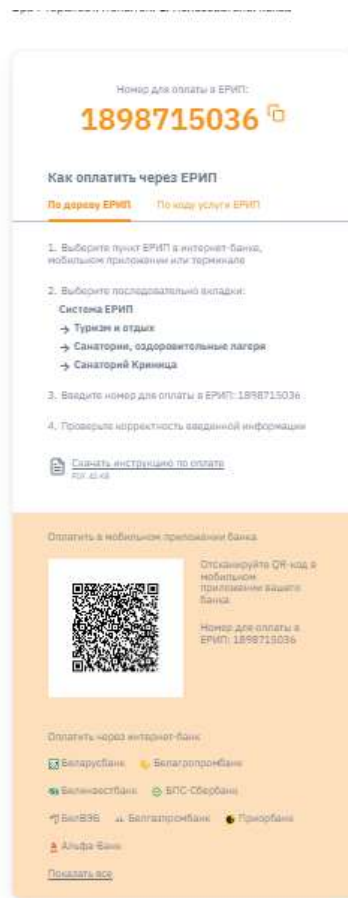 Номер для оплаты в ЕРИП:
1898715036
Как оплатить через ЕРИП
По дереву ЕРИП По коду услуги ЕРИП
1. Выберите пункт ЕРИП в интернет-банке,
мобильном приложении или терминале
2. Выберите последовательно вкладки:
Система ЕРИП
→ Туризм и отдых
→ Санатории, оздоровительные лагеря
→ Санаторий Криница
3. Введите номер для оплаты в ЕРИП: 1898715036
4. Проверьте корректность введенной информации
Скачать инструкцию по оплате
PDF
Оплатить в мобильном приложении банка
Отсканируйте QR-код в
мобильном
приложении вашего
банка
Номер для оплаты в
ЕРИП: 1898715036
Оплатить через интернет-банк
Беларусбанк Белагропромбанк
Белинвестбанк БПС-Сбербанк
БелВЭБ Белгазпромбанк Приорбанк
Альфа-Банк
Показать все